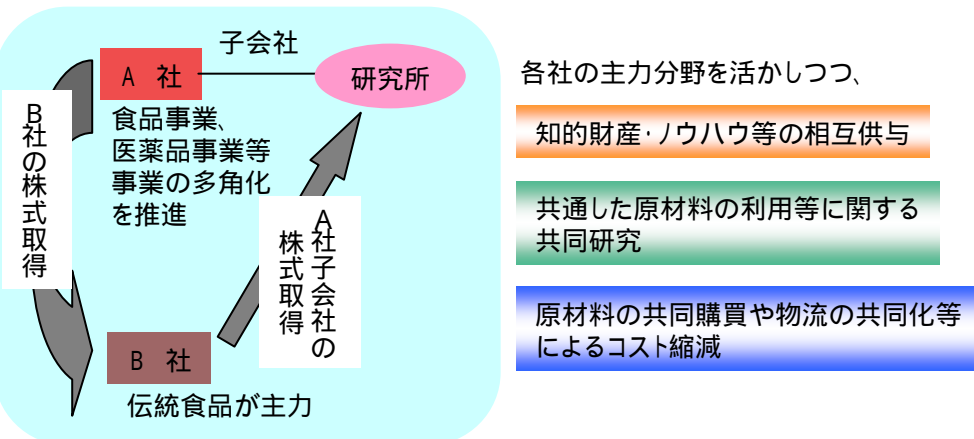 子会社
A 社
研究所
食品事業、
医薬品事業等
事業の多角化
を推進
B社の株式取得
A社子会社の
株式取得
B 社
伝統食品が主力
各社の主力分野を活かしつつ、
知的財産・ノウハウ等の相互供与
共通した原材料の利用等に関する
共同研究
原材料の共同購買や物流の共同化等
によるコスト縮減